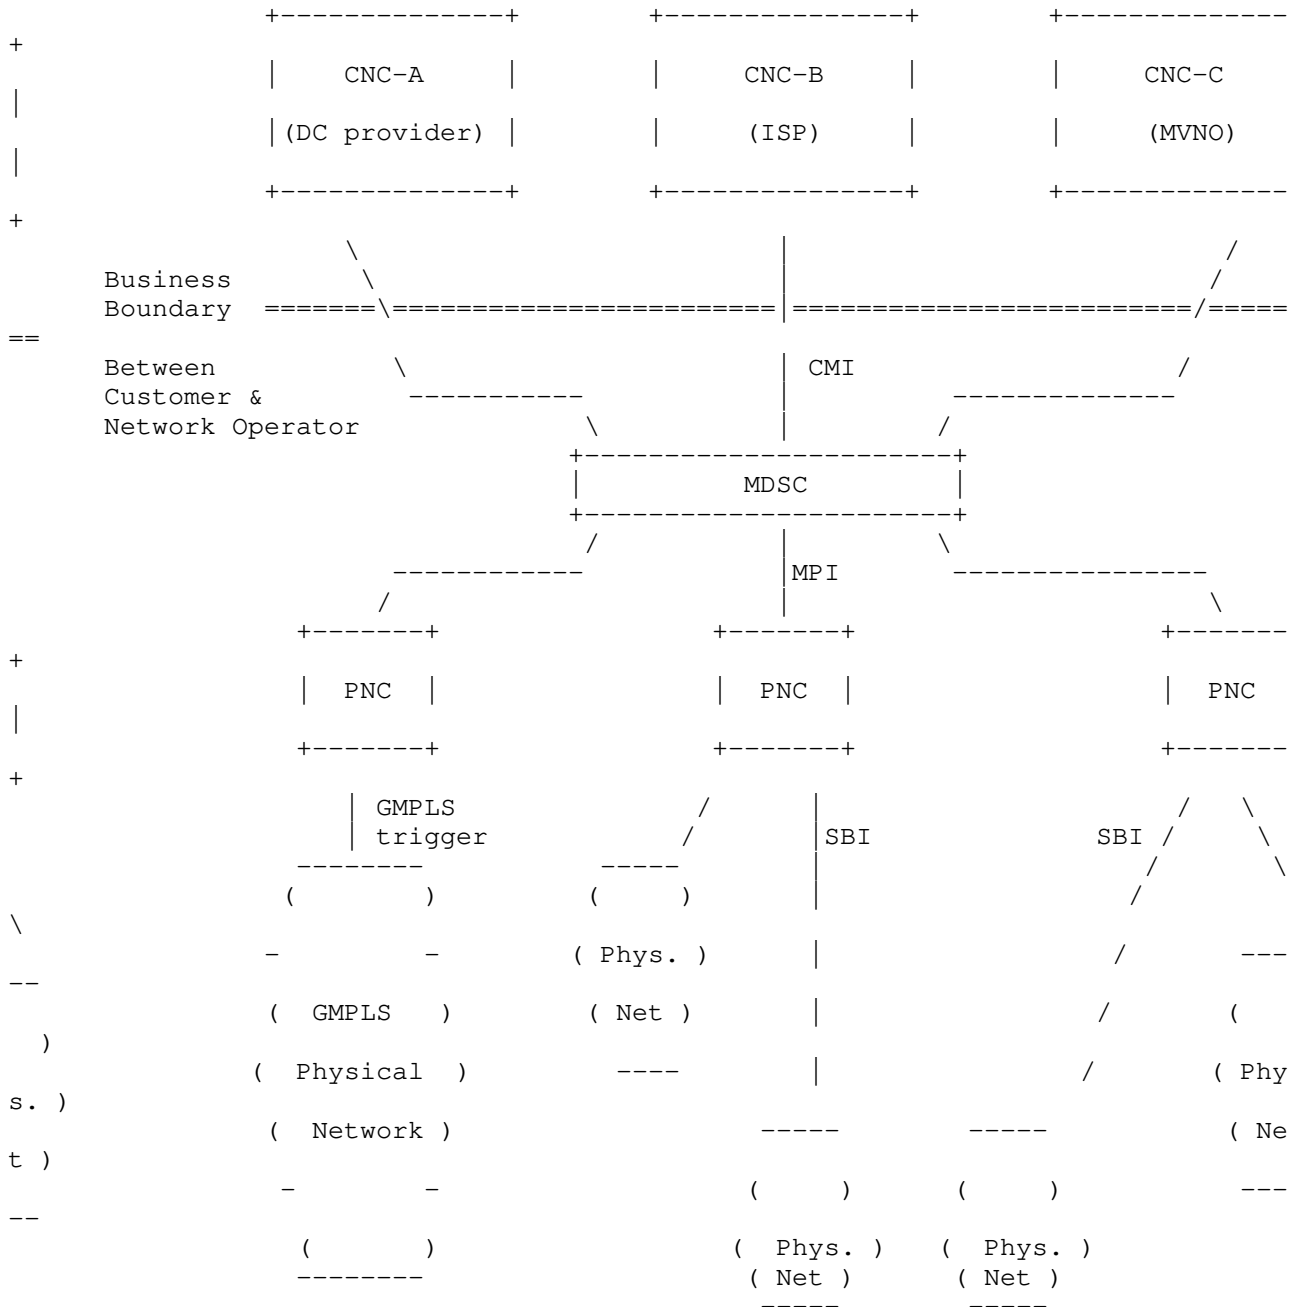 CNC-A CNC-B CNC-C
(DC provider) (ISP) (MVNO)
Business
Boundary
Between CMI
Customer &
Network Operator
MDSC
MPI
PNC PNC PNC
GMPLS
trigger SBI SBI
( ) ( )
( Phys. )
( GMPLS ) ( Net ) (
)
( Physical ) ( Phy
s. )
( Network ) ( Ne
t )
( ) ( )
( ) ( Phys. ) ( Phys. )
( Net ) ( Net )